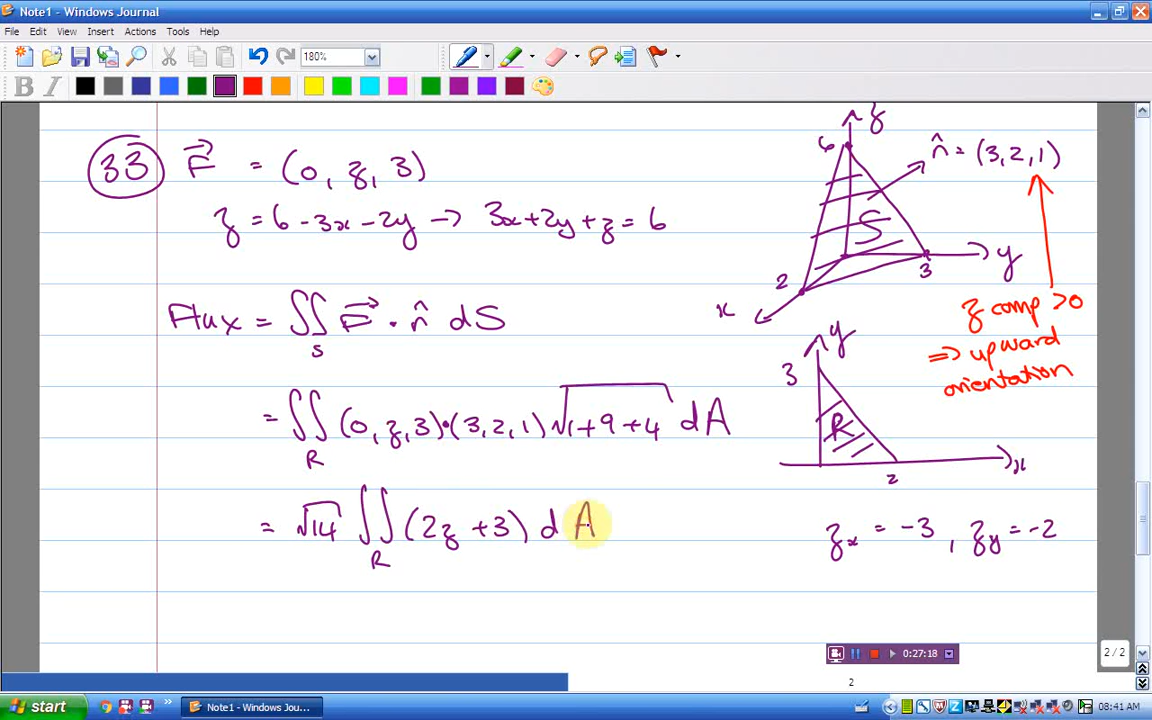 Note1 - Windows Journal
File Edit View Insert Actions Tools Help
180%
B I
33 F⃗ = (0, z, 3)
z = 6 - 3x - 2y → 3x + 2y + z = 6
Flux = ∬_S F⃗ · n̂ dS
= ∬_R (0, z, 3)·(3, 2, 1) √(1+9+4) dA
= √14 ∬_R (2z + 3) dA
z
6
n̂ = (3, 2, 1)
S
y
3
2
x
z comp > 0
⇒ upward
orientation
y
3
R
x
2
z_x = -3, z_y = -2
0:27:18
2 / 2
2
start
Note1 - Windows Jou...
08:41 AM